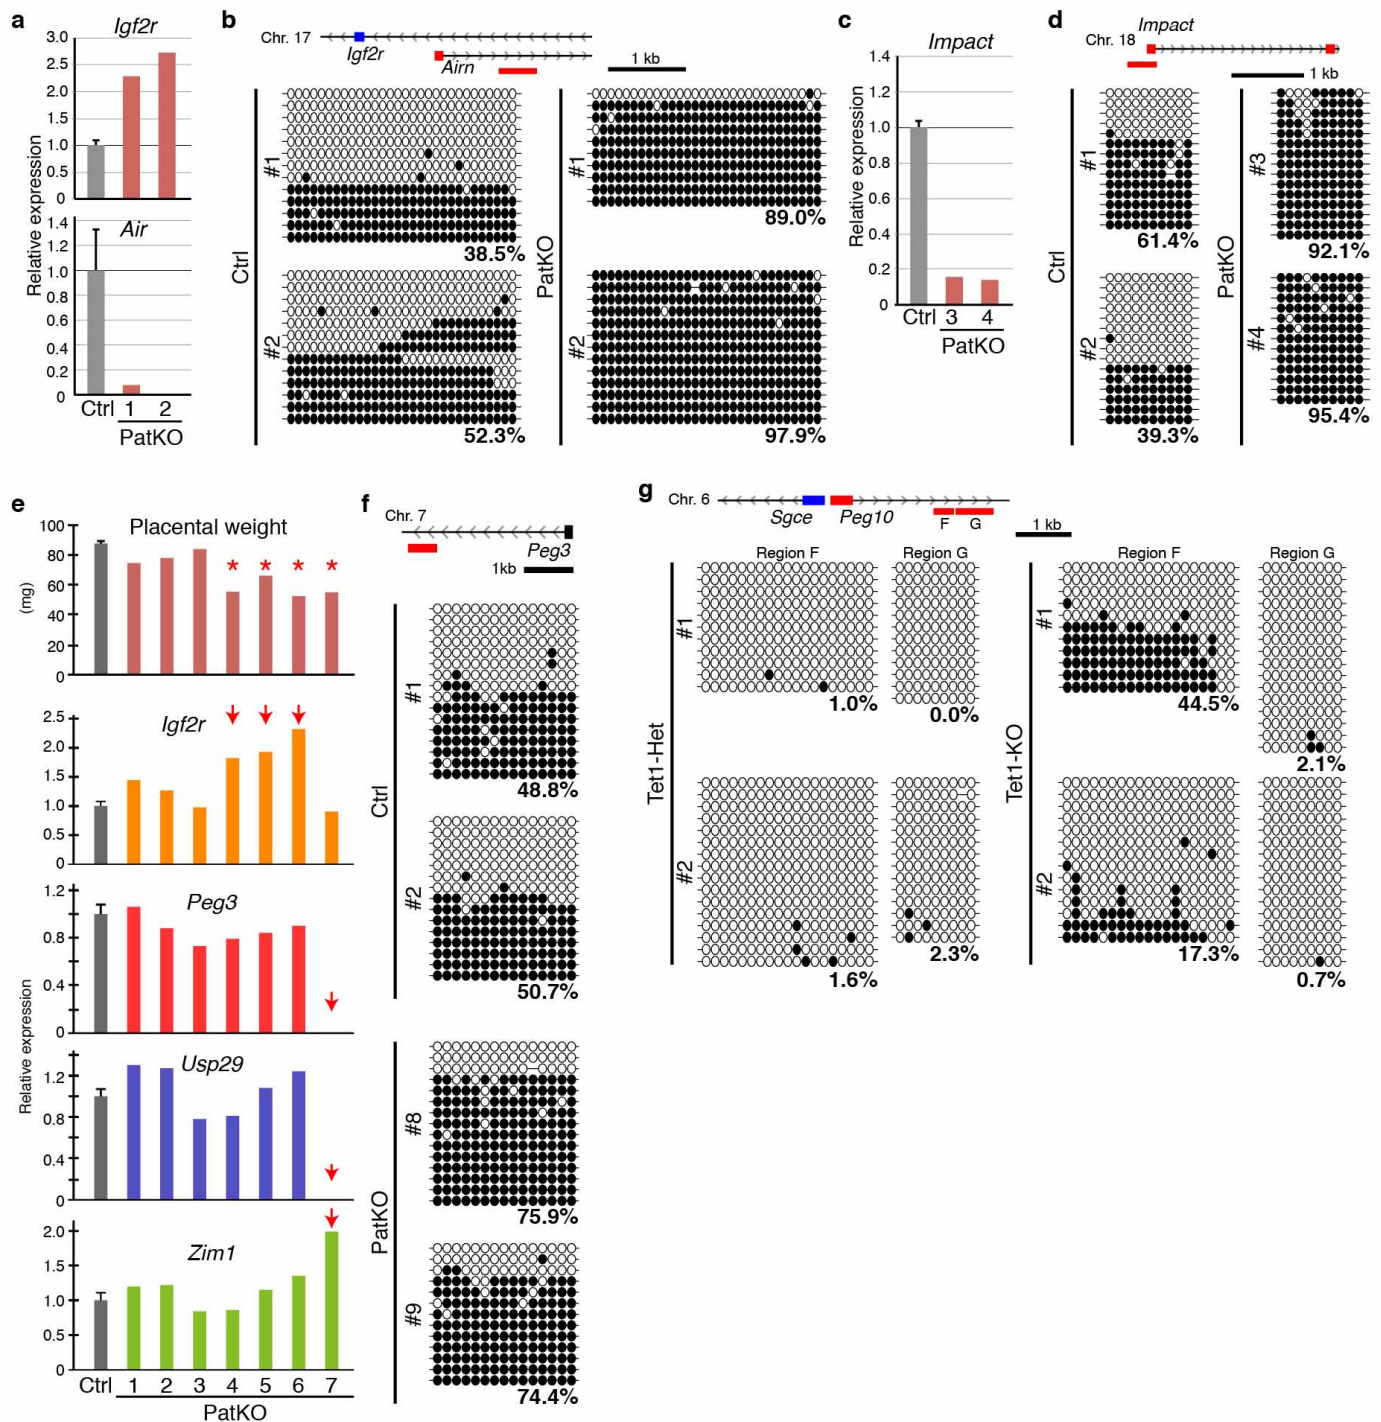 a
Igf2r
3.0
2.5
2.0
1.5
1.0
0.5
0
Relative expression
Air
1.4
1.2
1.0
0.8
0.6
0.4
0.2
0
Ctrl 1 2
PatKO
b
Chr. 17
Igf2r
Airn
1 kb
Ctrl
#1
38.5%
#2
52.3%
PatKO
#1
89.0%
#2
97.9%
c
Impact
1.4
1.2
1.0
0.8
0.6
0.4
0.2
0
Relative expression
Ctrl 3 4
PatKO
d
Impact
Chr. 18
1 kb
Ctrl
#1
61.4%
#2
39.3%
PatKO
#3
92.1%
#4
95.4%
e
Placental weight
100
80
60
40
20
0
(mg)
* * * *
Igf2r
2.5
2.0
1.5
1.0
0.5
0
Peg3
1.2
0.8
0.4
0
Relative expression
Usp29
1.2
0.8
0.4
0
Zim1
2.0
1.5
1.0
0.5
0
Ctrl 1 2 3 4 5 6 7
PatKO
f
Chr. 7
Peg3
1kb
Ctrl
#1
48.8%
#2
50.7%
PatKO
#8
75.9%
#9
74.4%
g
Chr. 6
Sgce Peg10 F G
1 kb
Region F Region G Region F Region G
Tet1-Het
#1
1.0% 0.0%
#2
1.6% 2.3%
Tet1-KO
#1
44.5% 2.1%
#2
17.3% 0.7%